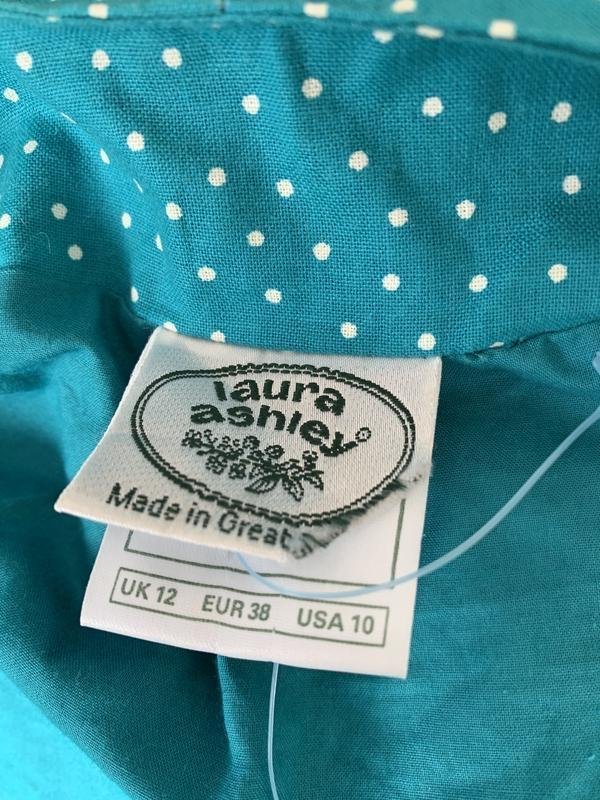 laura
ashley®
Made in Great
UK 12 EUR 38 USA 10